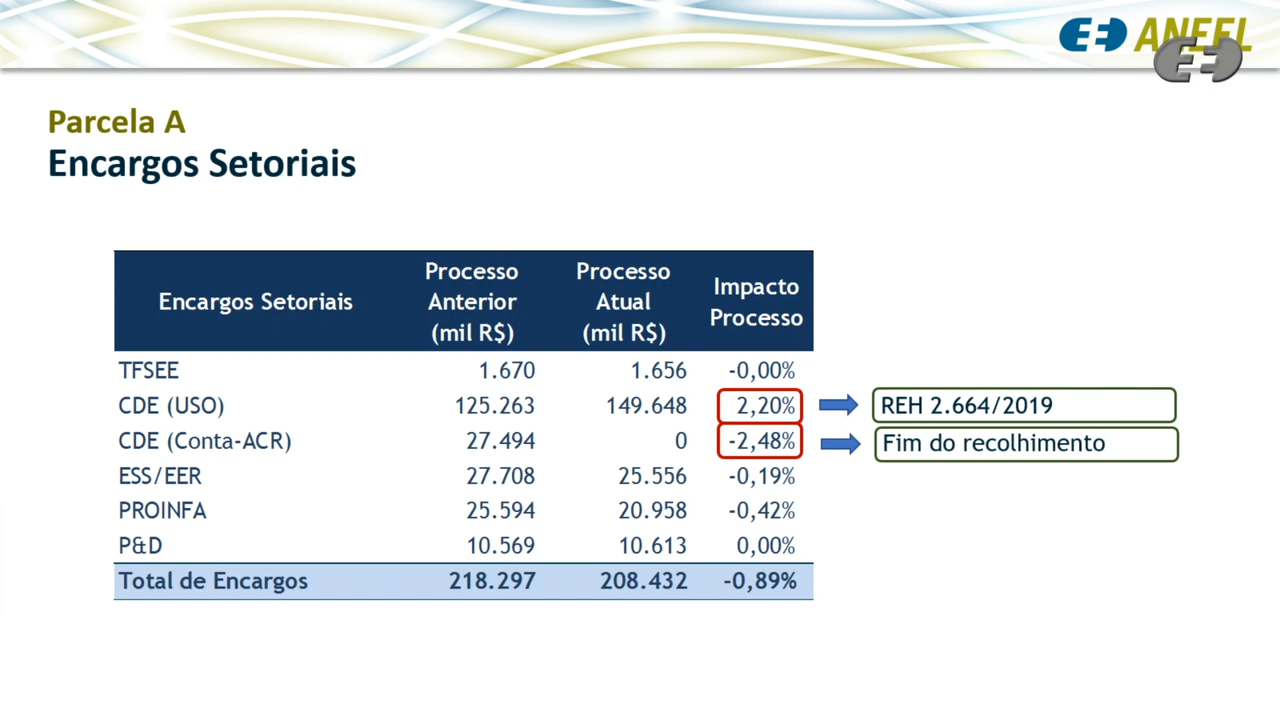 ANEEL
Parcela A
Encargos Setoriais
Encargos Setoriais Processo Anterior (mil R$) Processo Atual (mil R$) Impacto Processo
TFSEE 1.670 1.656 -0,00%
CDE (USO) 125.263 149.648 2,20% REH 2.664/2019
CDE (Conta-ACR) 27.494 0 -2,48% Fim do recolhimento
ESS/EER 27.708 25.556 -0,19%
PROINFA 25.594 20.958 -0,42%
P&D 10.569 10.613 0,00%
Total de Encargos 218.297 208.432 -0,89%